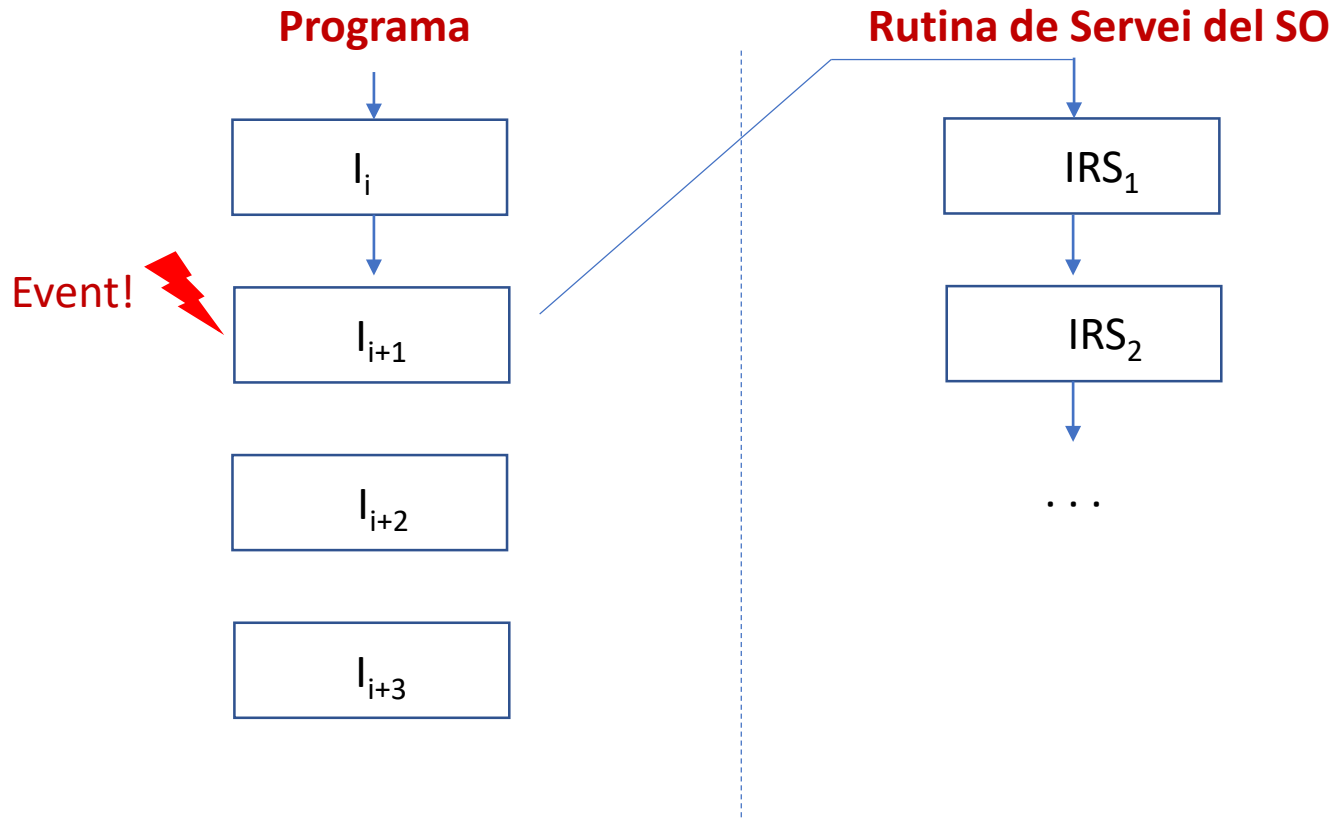 Programa
Rutina de Servei del SO
Iᵢ
IRS₁
Event!
Iᵢ₊₁
IRS₂
Iᵢ₊₂
. . .
Iᵢ₊₃